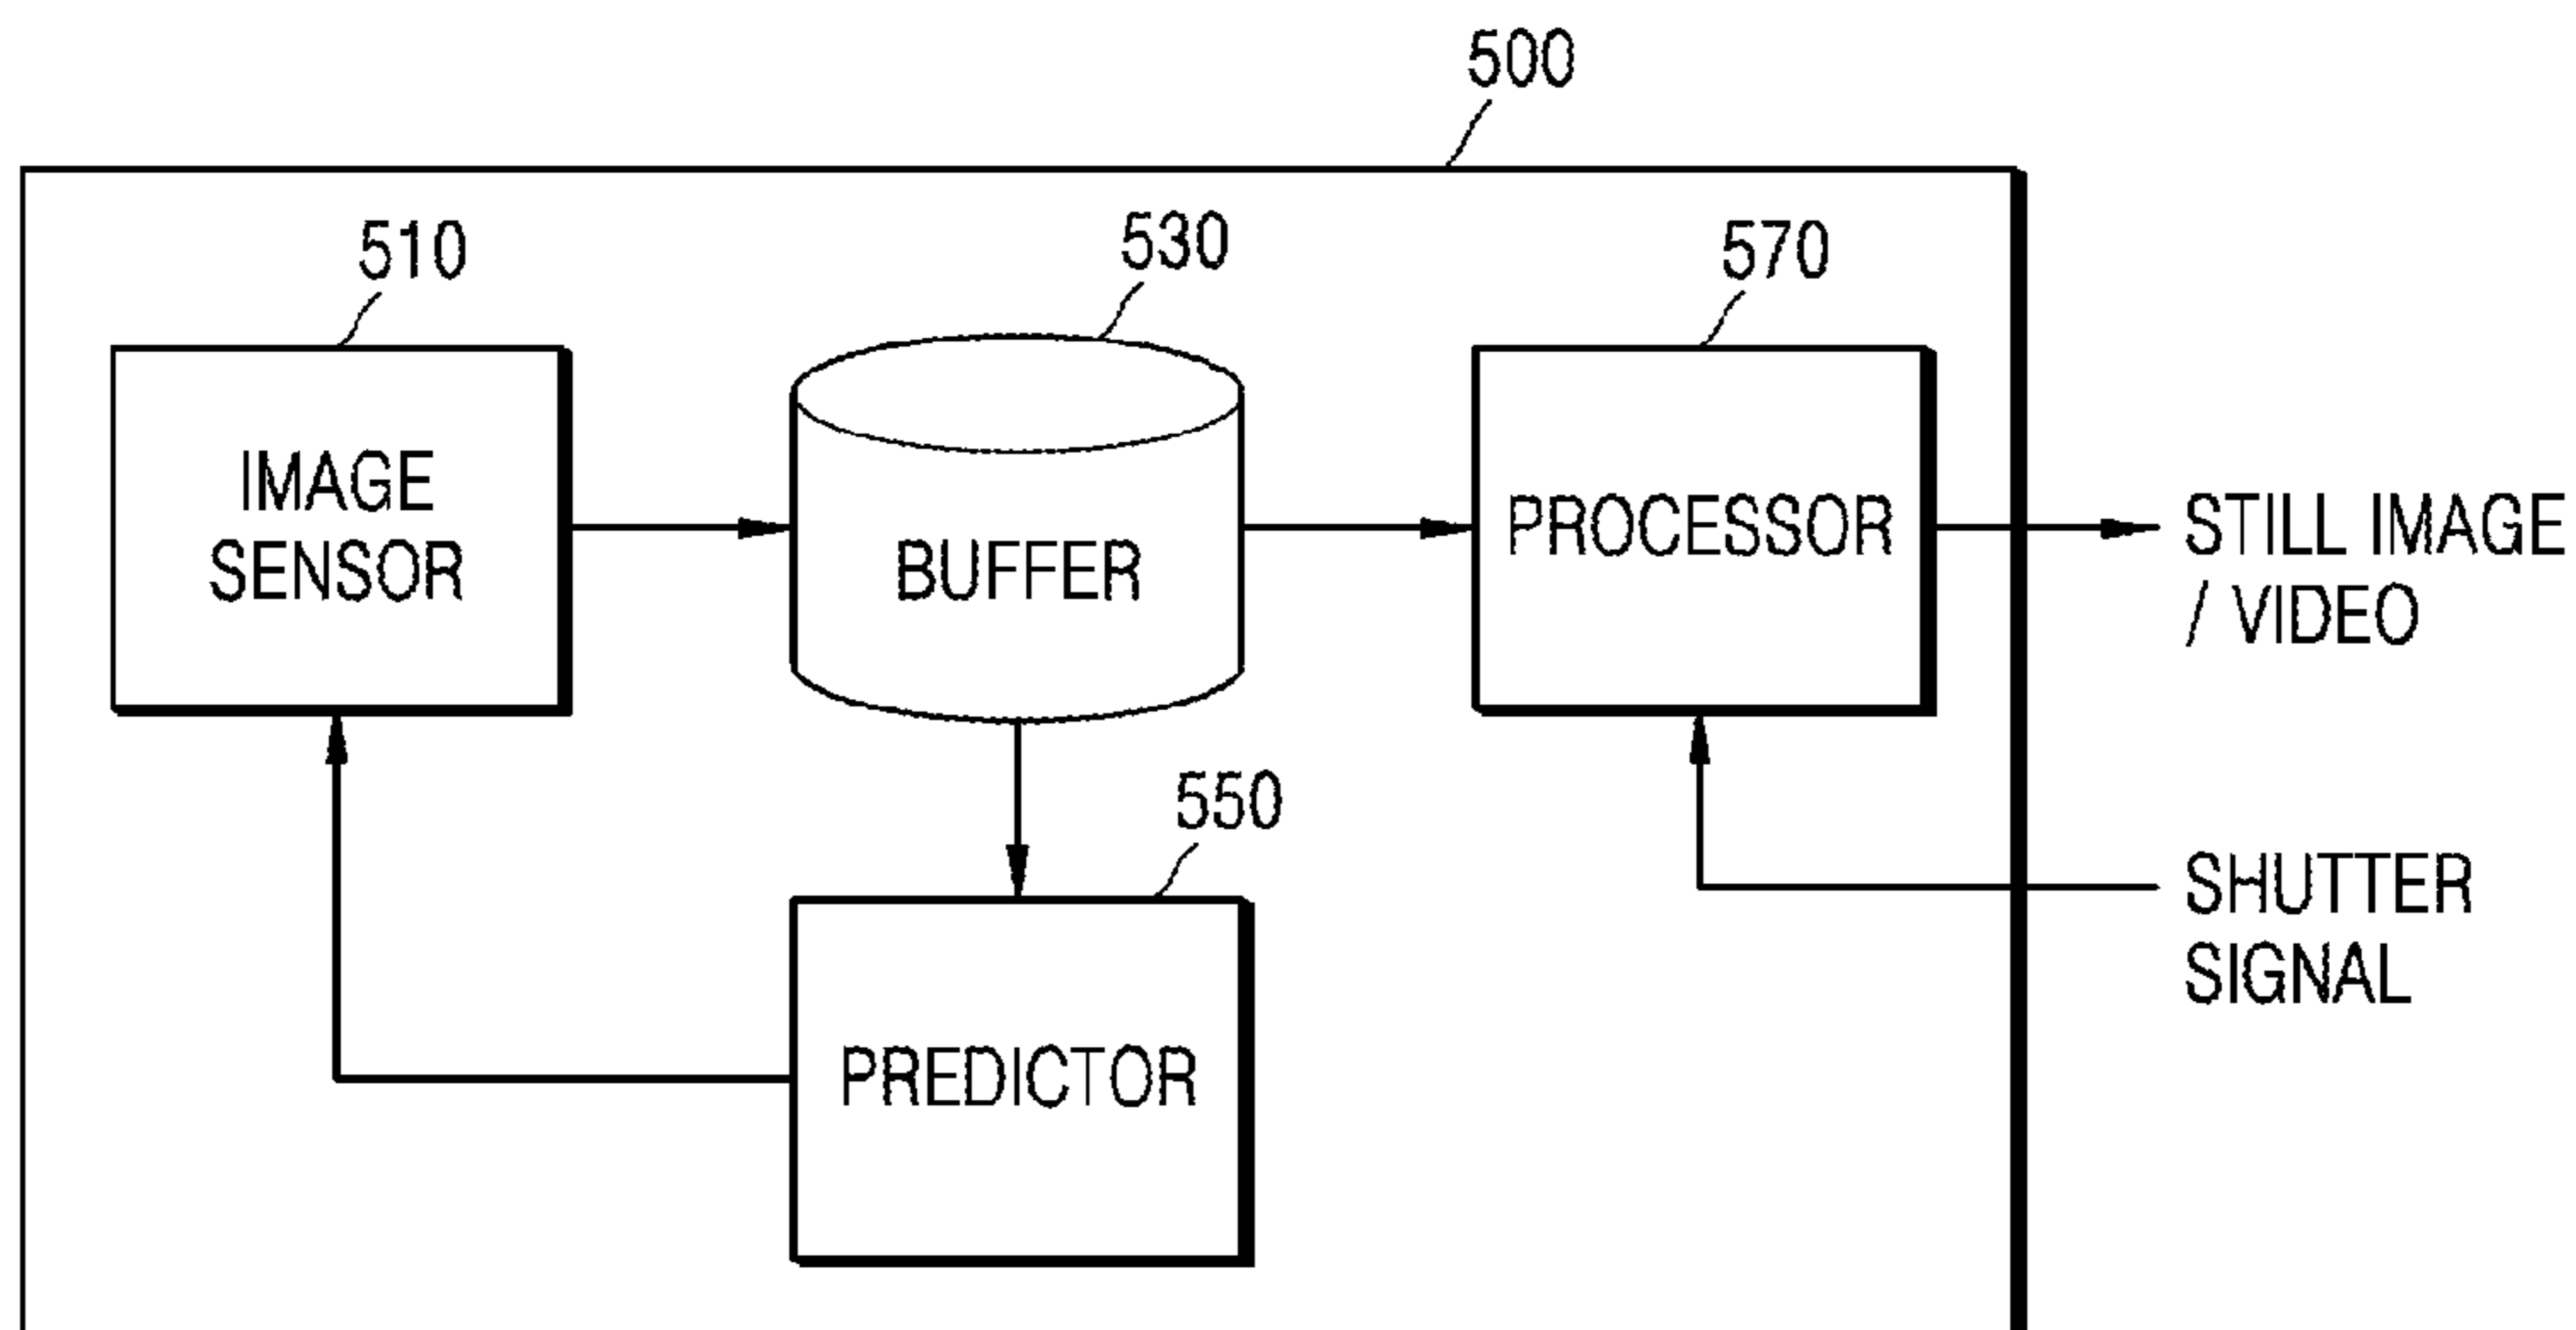 500
510
530
570
IMAGE
SENSOR
BUFFER
PROCESSOR
STILL IMAGE
/ VIDEO
550
PREDICTOR
SHUTTER
SIGNAL